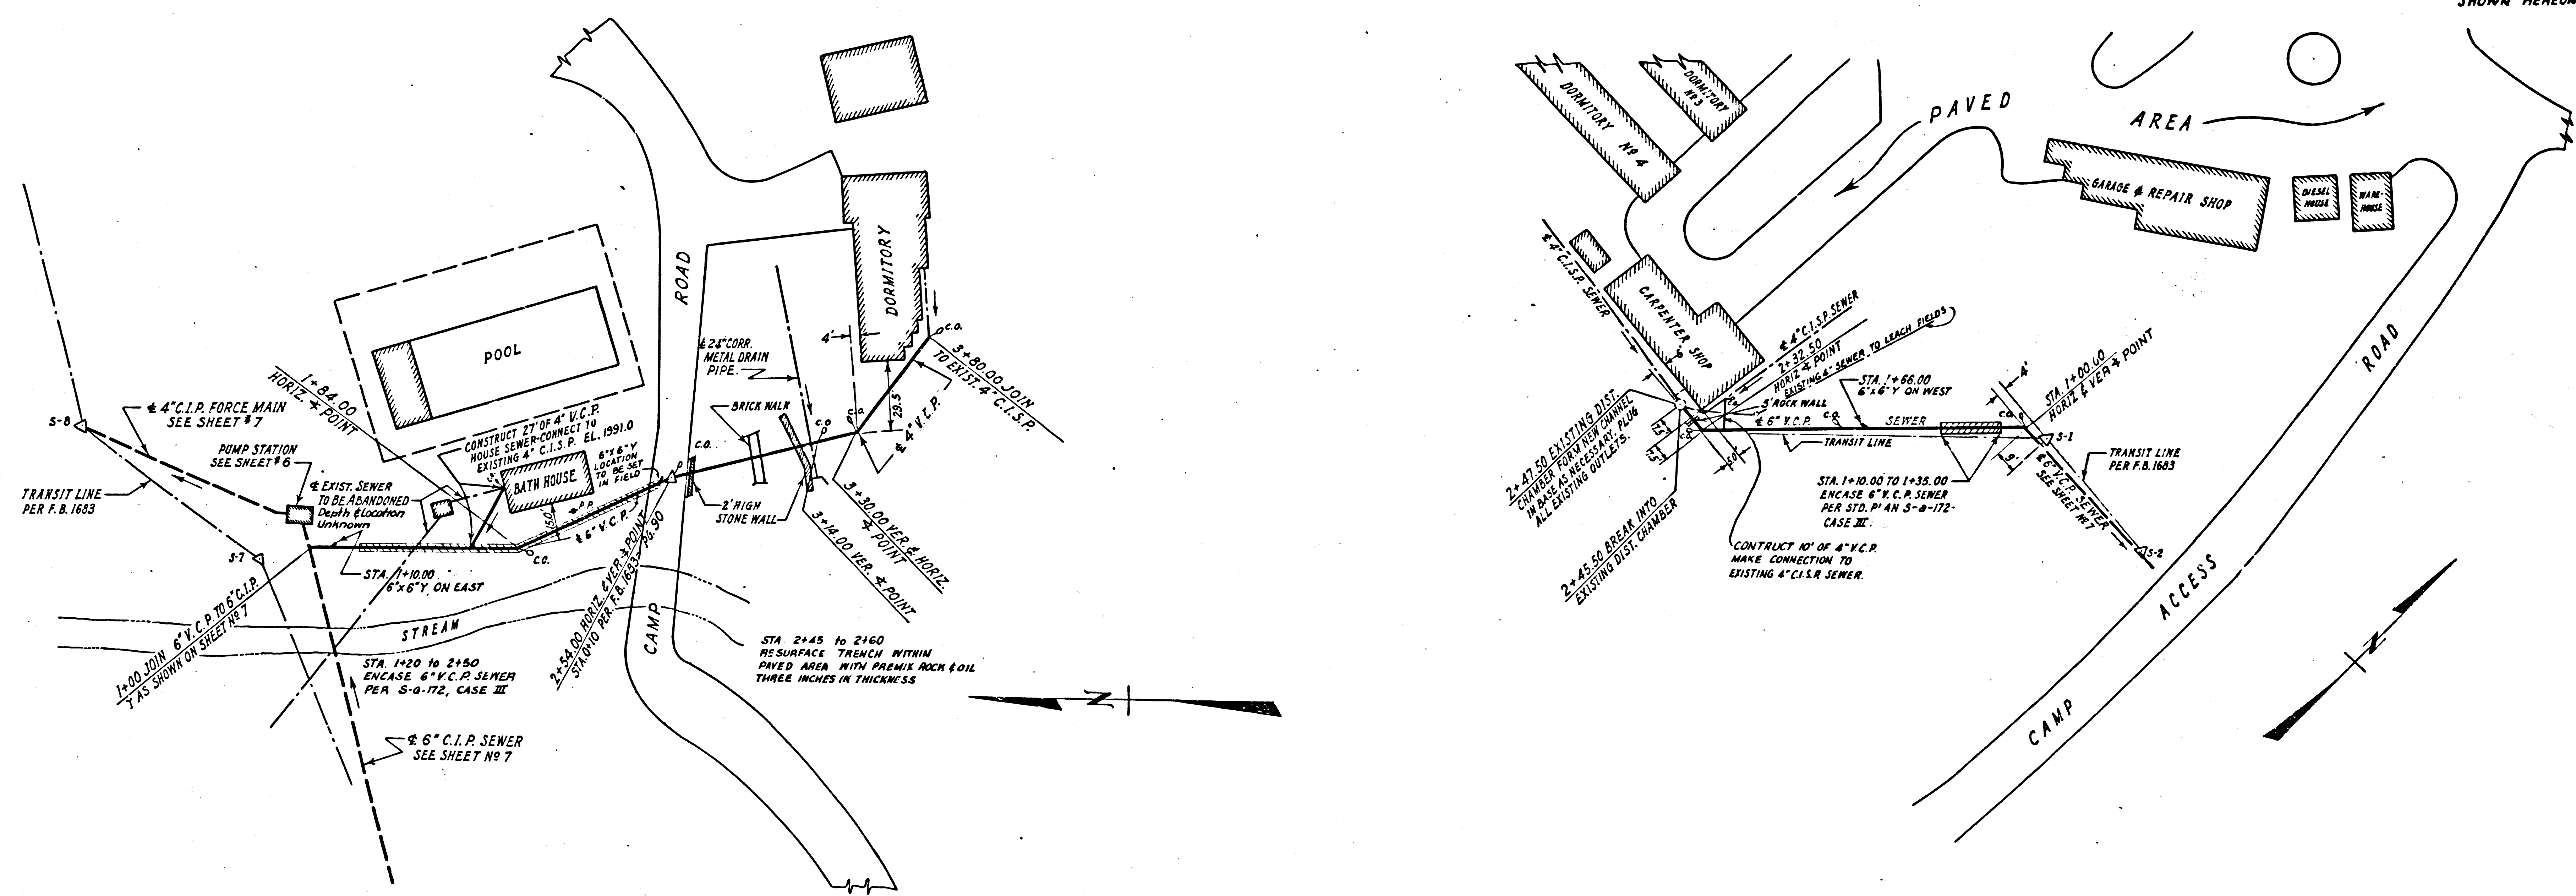 SHOWN HEREON
POOL
ROAD
DORMITORY
℄ 24" CORR.
METAL DRAIN
PIPE.
4'
C.O.
3+80.00 JOIN
TO EXIST. 4" C.I.S.P.
29.5'
℄ 4" V.C.P.
BRICK WALK
C.O.
C.O.
C.O.
2' HIGH
STONE WALL
3+30.00 VER. & HORIZ.
∡ POINT
3+14.00 VER. ∡ POINT
1+84.00
HORIZ. ∡ POINT
S-8
℄ 4" C.I.P. FORCE MAIN
SEE SHEET #7
PUMP STATION
SEE SHEET #6
TRANSIT LINE
PER F.B. 1683
℄ EXIST. SEWER
TO BE ABANDONED
Depth & Location
Unknown
CONSTRUCT 27' OF 4" V.C.P.
HOUSE SEWER-CONNECT TO
EXISTING 4" C.I.S.P. EL. 1991.0
C.O.
BATH HOUSE
6"x6" Y
LOCATION
TO BE SET
IN FIELD
P.P.
15.0'
℄ 6" V.C.P.
C.O.
S-7
STA. 1+10.00
6"x6" Y ON EAST
1+00 JOIN 6" V.C.P. TO 6" C.I.P.
Y AS SHOWN ON SHEET Nº 7
STREAM
2+54.00 HORIZ. & VER. ∡ POINT
STA. 0+10 PER F.B. 1683 PG. 90
CAMP
STA. 1+20 to 2+50
ENCASE 6" V.C.P. SEWER
PER S-a-172, CASE III
STA. 2+45 to 2+60
RESURFACE TRENCH WITHIN
PAVED AREA WITH PREMIX ROCK & OIL
THREE INCHES IN THICKNESS
℄ 6" C.I.P. SEWER
SEE SHEET Nº 7
N
DORMITORY
Nº 4
DORMITORY
Nº 3
PAVED
AREA
GARAGE & REPAIR SHOP
DIESEL
HOUSE
WARE-
HOUSE
℄ 4" C.I.S.P. SEWER
CARPENTER SHOP
℄ 4" C.I.S.P. SEWER
2+32.50
HORIZ ∡ POINT
EXISTING 4" SEWER TO LEACH FIELDS
3' ROCK WALL
℄ 6" V.C.P.
C.O.
SEWER
TRANSIT LINE
STA. 1+66.00
6"x6" Y ON WEST
4'
STA. 1+00.00
HORIZ & VER ∡ POINT
C.O.
S-1
9'
℄ 6" V.C.P. SEWER
SEE SHEET Nº 7
TRANSIT LINE
PER F.B. 1683
S-2
2+47.50 EXISTING DIST.
CHAMBER FORM NEW CHANNEL
IN BASE AS NECESSARY. PLUG
ALL EXISTING OUTLETS.
2+45.50 BREAK INTO
EXISTING DIST. CHAMBER
STA. 1+10.00 TO 1+35.00
ENCASE 6" V.C.P. SEWER
PER STD. PLAN S-a-172-
CASE III.
CONTRUCT 10' OF 4" V.C.P.
MAKE CONNECTION TO
EXISTING 4" C.I.S.P. SEWER.
CAMP ACCESS ROAD
N